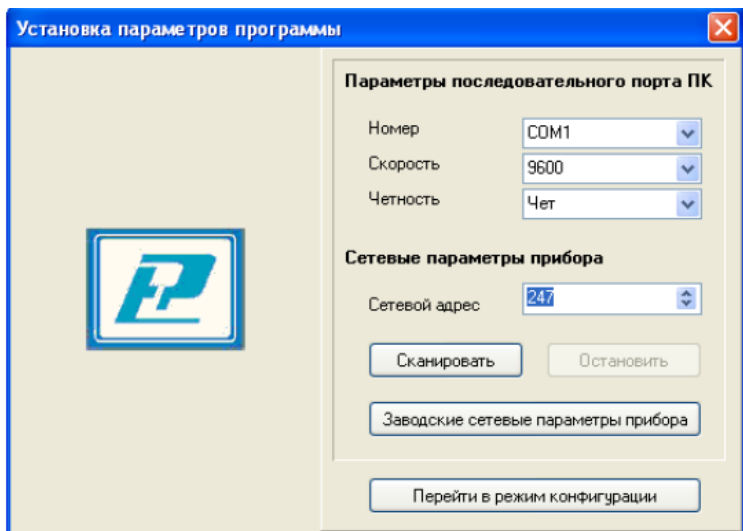 Установка параметров программы
Параметры последовательного порта ПК
Номер COM1
Скорость 9600
Четность Чет
Сетевые параметры прибора
Сетевой адрес 247
Сканировать Остановить
Заводские сетевые параметры прибора
Перейти в режим конфигурации